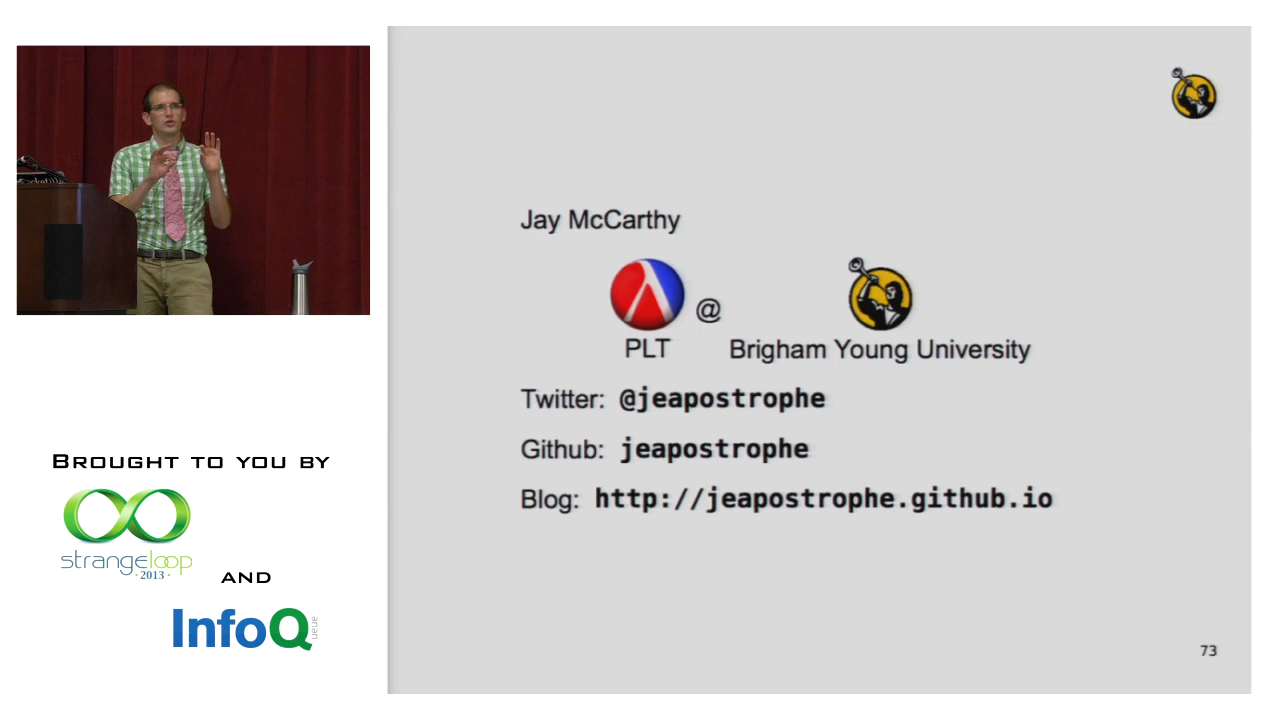 Jay McCarthy
@
PLT
Brigham Young University
Twitter: @jeapostrophe
Github: jeapostrophe
Blog: http://jeapostrophe.github.io
73
BROUGHT TO YOU BY
strangeloop
· 2013 ·
AND
InfoQ
ueue